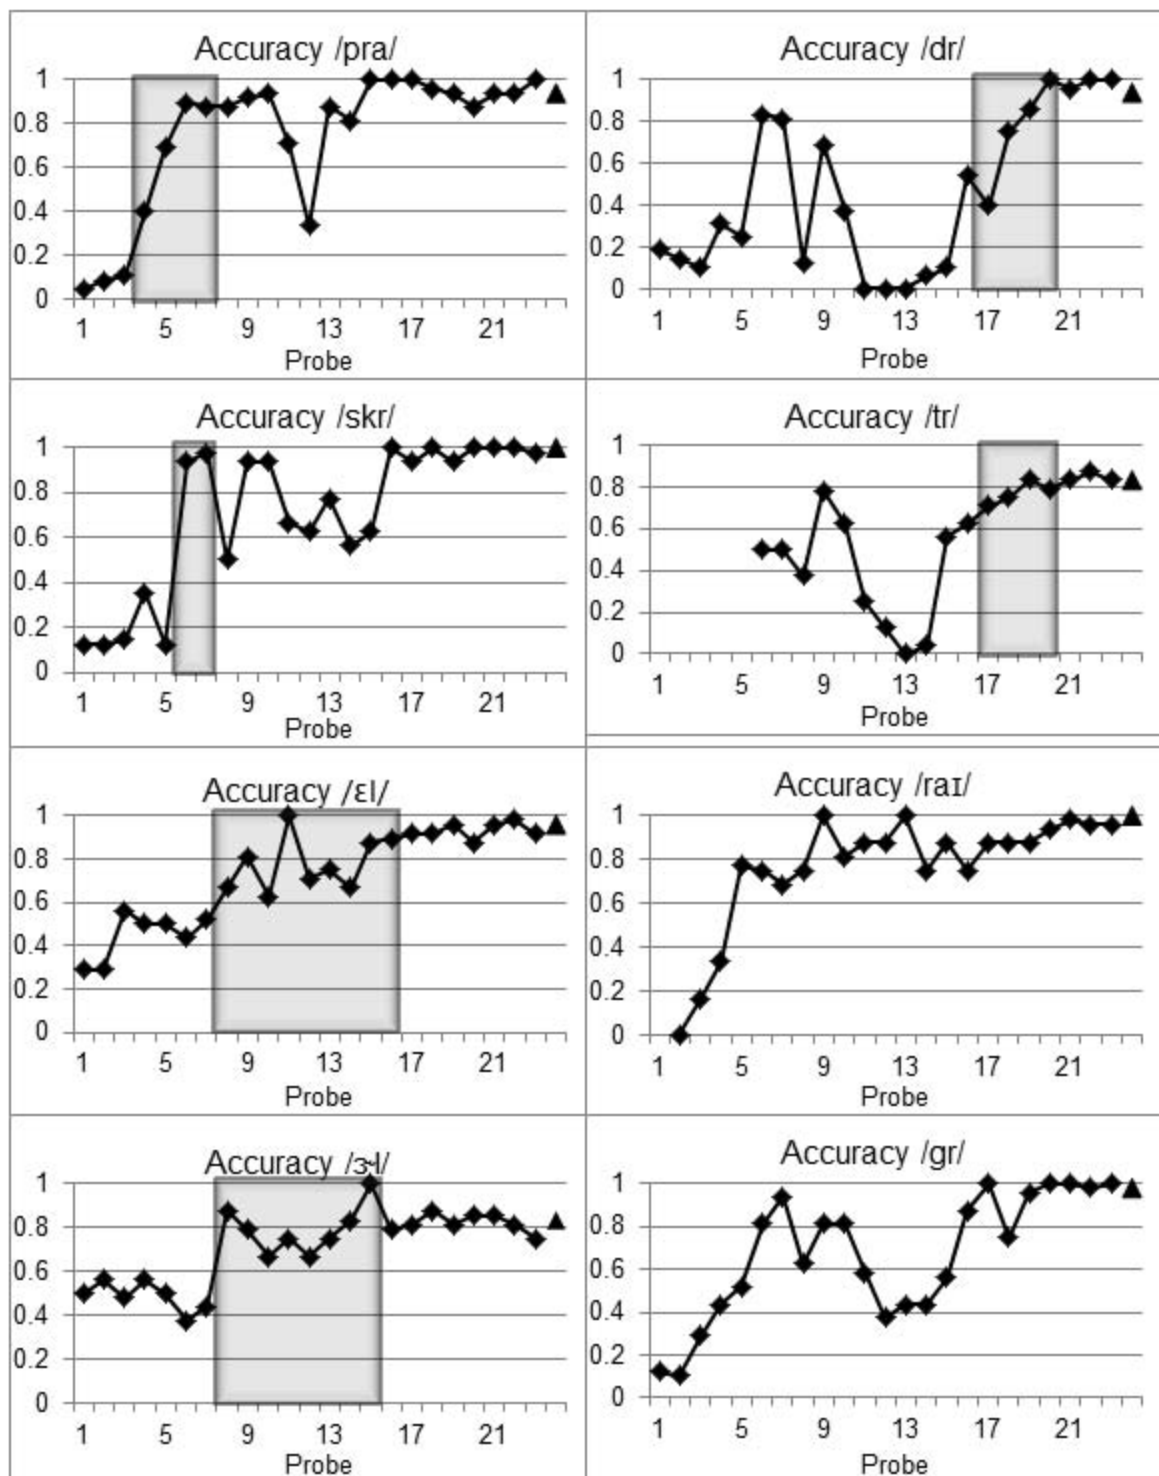 Accuracy /pra/
1
0.8
0.6
0.4
0.2
0
1 5 9 13 17 21
Probe
Accuracy /dr/
1
0.8
0.6
0.4
0.2
0
1 5 9 13 17 21
Probe
Accuracy /skr/
1
0.8
0.6
0.4
0.2
0
1 5 9 13 17 21
Probe
Accuracy /tr/
1
0.8
0.6
0.4
0.2
0
1 5 9 13 17 21
Probe
Accuracy /ɛl/
1
0.8
0.6
0.4
0.2
0
1 5 9 13 17 21
Probe
Accuracy /raɪ/
1
0.8
0.6
0.4
0.2
0
1 5 9 13 17 21
Probe
Accuracy /ɝl/
1
0.8
0.6
0.4
0.2
0
1 5 9 13 17 21
Probe
Accuracy /gr/
1
0.8
0.6
0.4
0.2
0
1 5 9 13 17 21
Probe